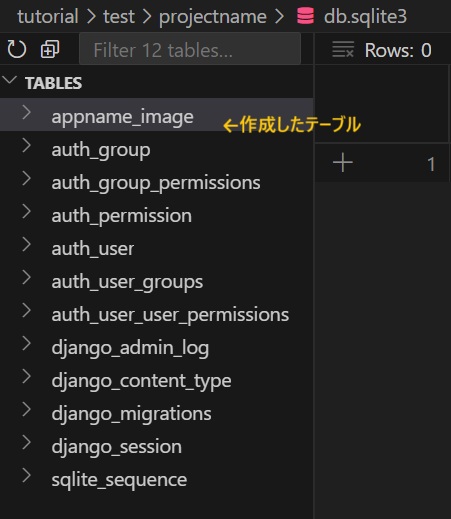 tutorial > test > projectname > db.sqlite3
Filter 12 tables...
Rows: 0
TABLES
appname_image ←作成したテーブル
auth_group
1
auth_group_permissions
auth_permission
auth_user
auth_user_groups
auth_user_user_permissions
django_admin_log
django_content_type
django_migrations
django_session
sqlite_sequence